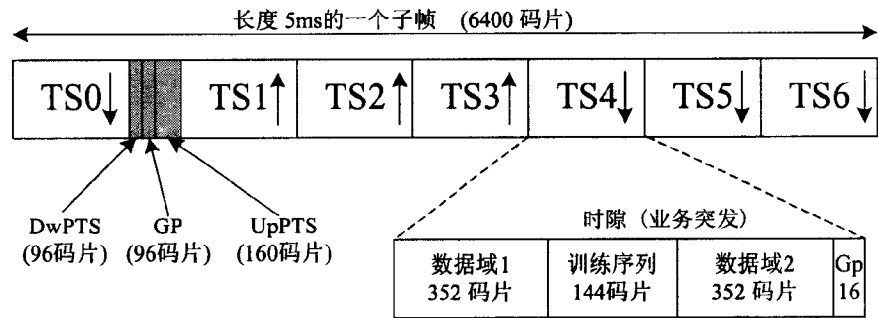 长度 5ms的一个子帧 (6400 码片)
TS0 TS1 TS2 TS3 TS4 TS5 TS6
DwPTS GP UpPTS
(96码片) (96码片) (160码片)
时隙 (业务突发)
数据域1 训练序列 数据域2 Gp
352 码片 144码片 352 码片 16